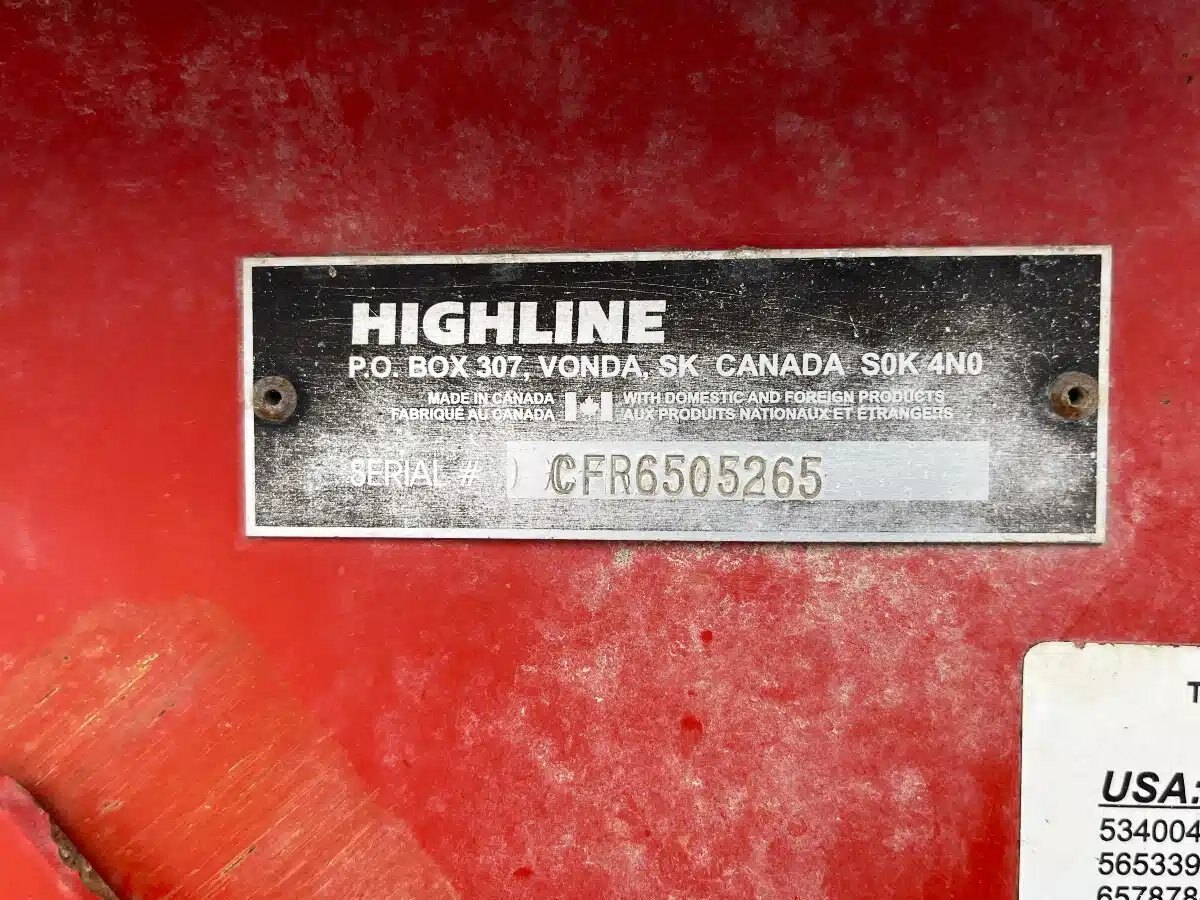 HIGHLINE
P.O. BOX 307, VONDA, SK CANADA S0K 4N0
MADE IN CANADA WITH DOMESTIC AND FOREIGN PRODUCTS
FABRIQUÉ AU CANADA AUX PRODUITS NATIONAUX ET ÉTRANGERS
SERIAL # CFR6505265
T
USA:
534004
565339
657878